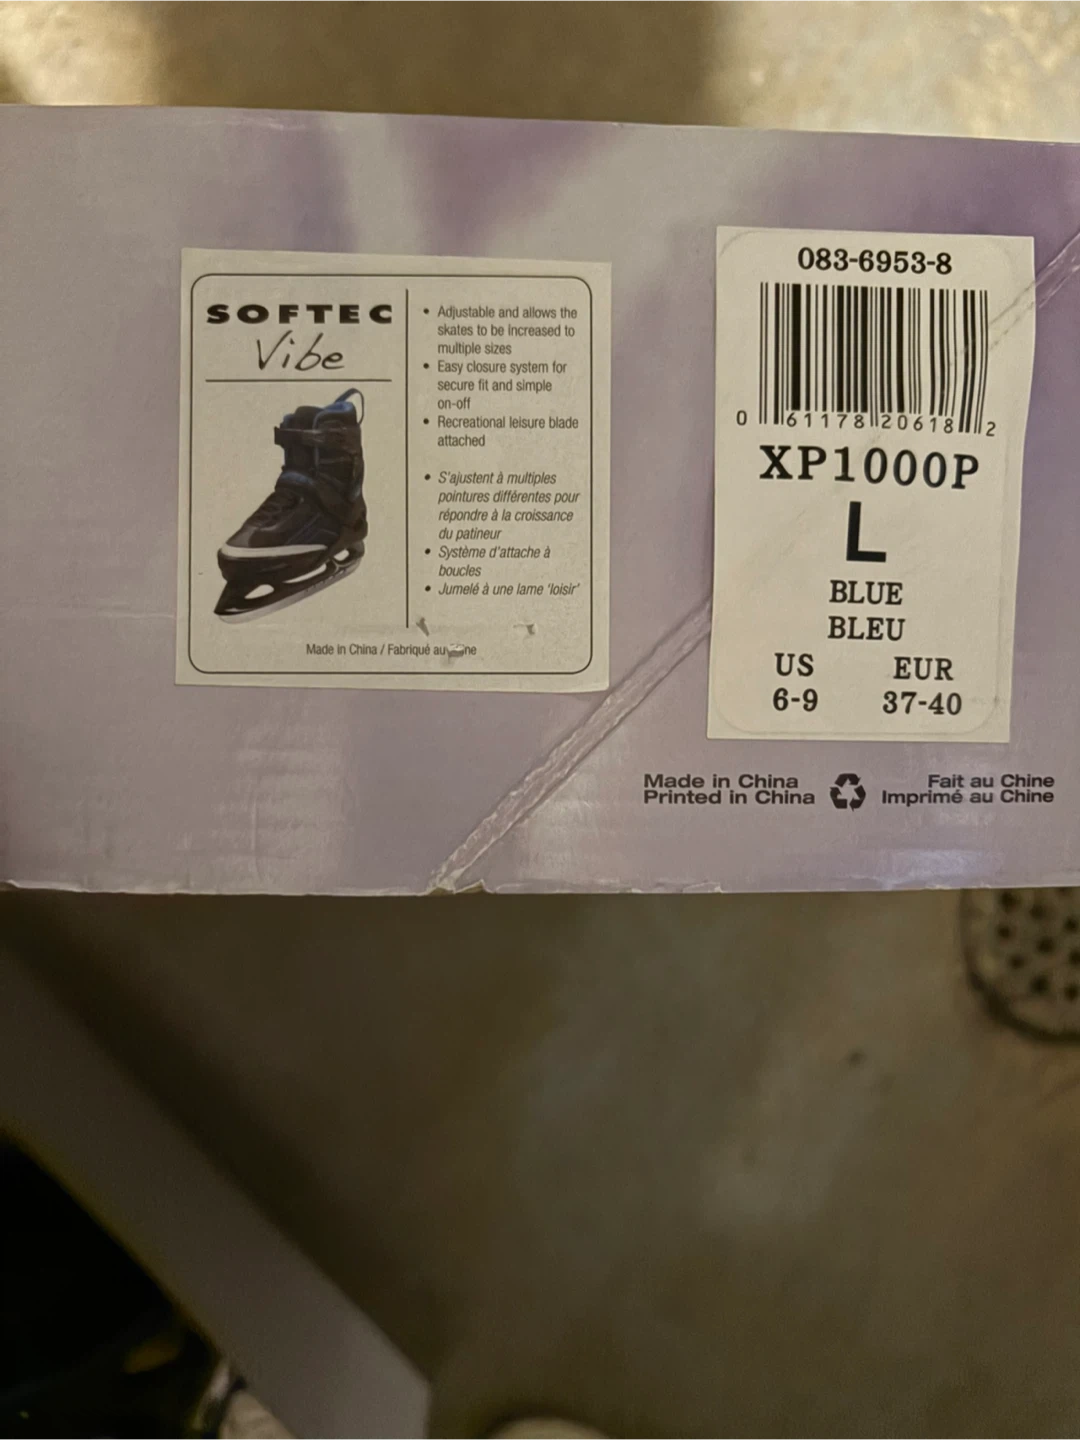 SOFTEC
Vibe
• Adjustable and allows the
skates to be increased to
multiple sizes
• Easy closure system for
secure fit and simple
on-off
• Recreational leisure blade
attached
• S'ajustent à multiples
pointures différentes pour
répondre à la croissance
du patineur
• Système d'attache à
boucles
• Jumelé à une lame 'loisir'
Made in China / Fabriqué au
083-6953-8
0 61178 20618 2
XP1000P
L
BLUE
BLEU
US EUR
6-9 37-40
Made in China
Printed in China
Fait au Chine
Imprimé au Chine